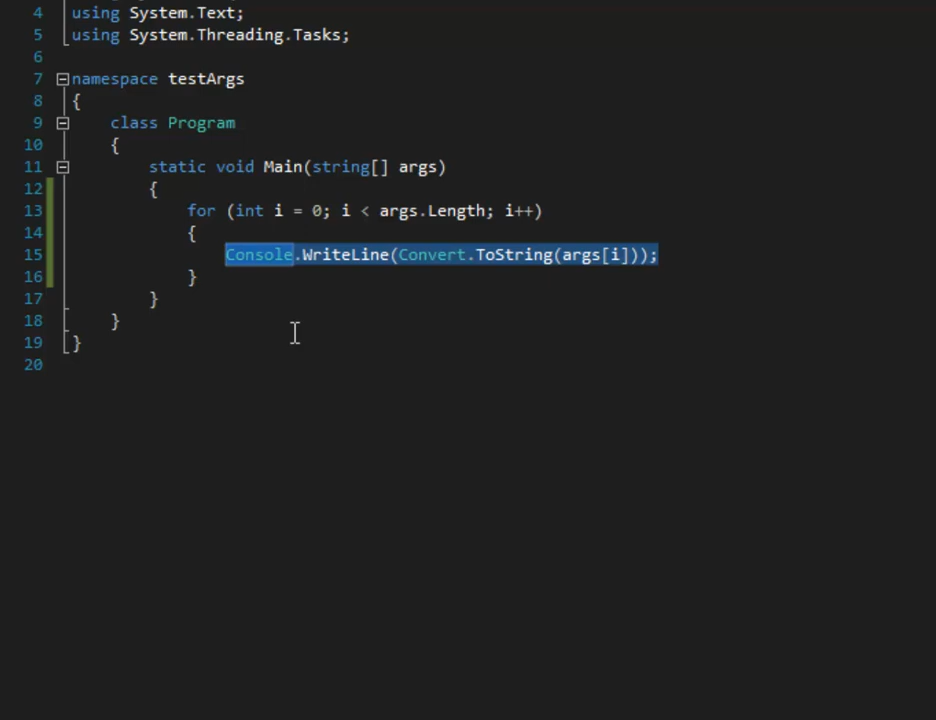 4 using System.Text;
5 using System.Threading.Tasks;
6
7 namespace testArgs
8 {
9 class Program
10 {
11 static void Main(string[] args)
12 {
13 for (int i = 0; i < args.Length; i++)
14 {
15 Console.WriteLine(Convert.ToString(args[i]));
16 }
17 }
18 }
19 }
20